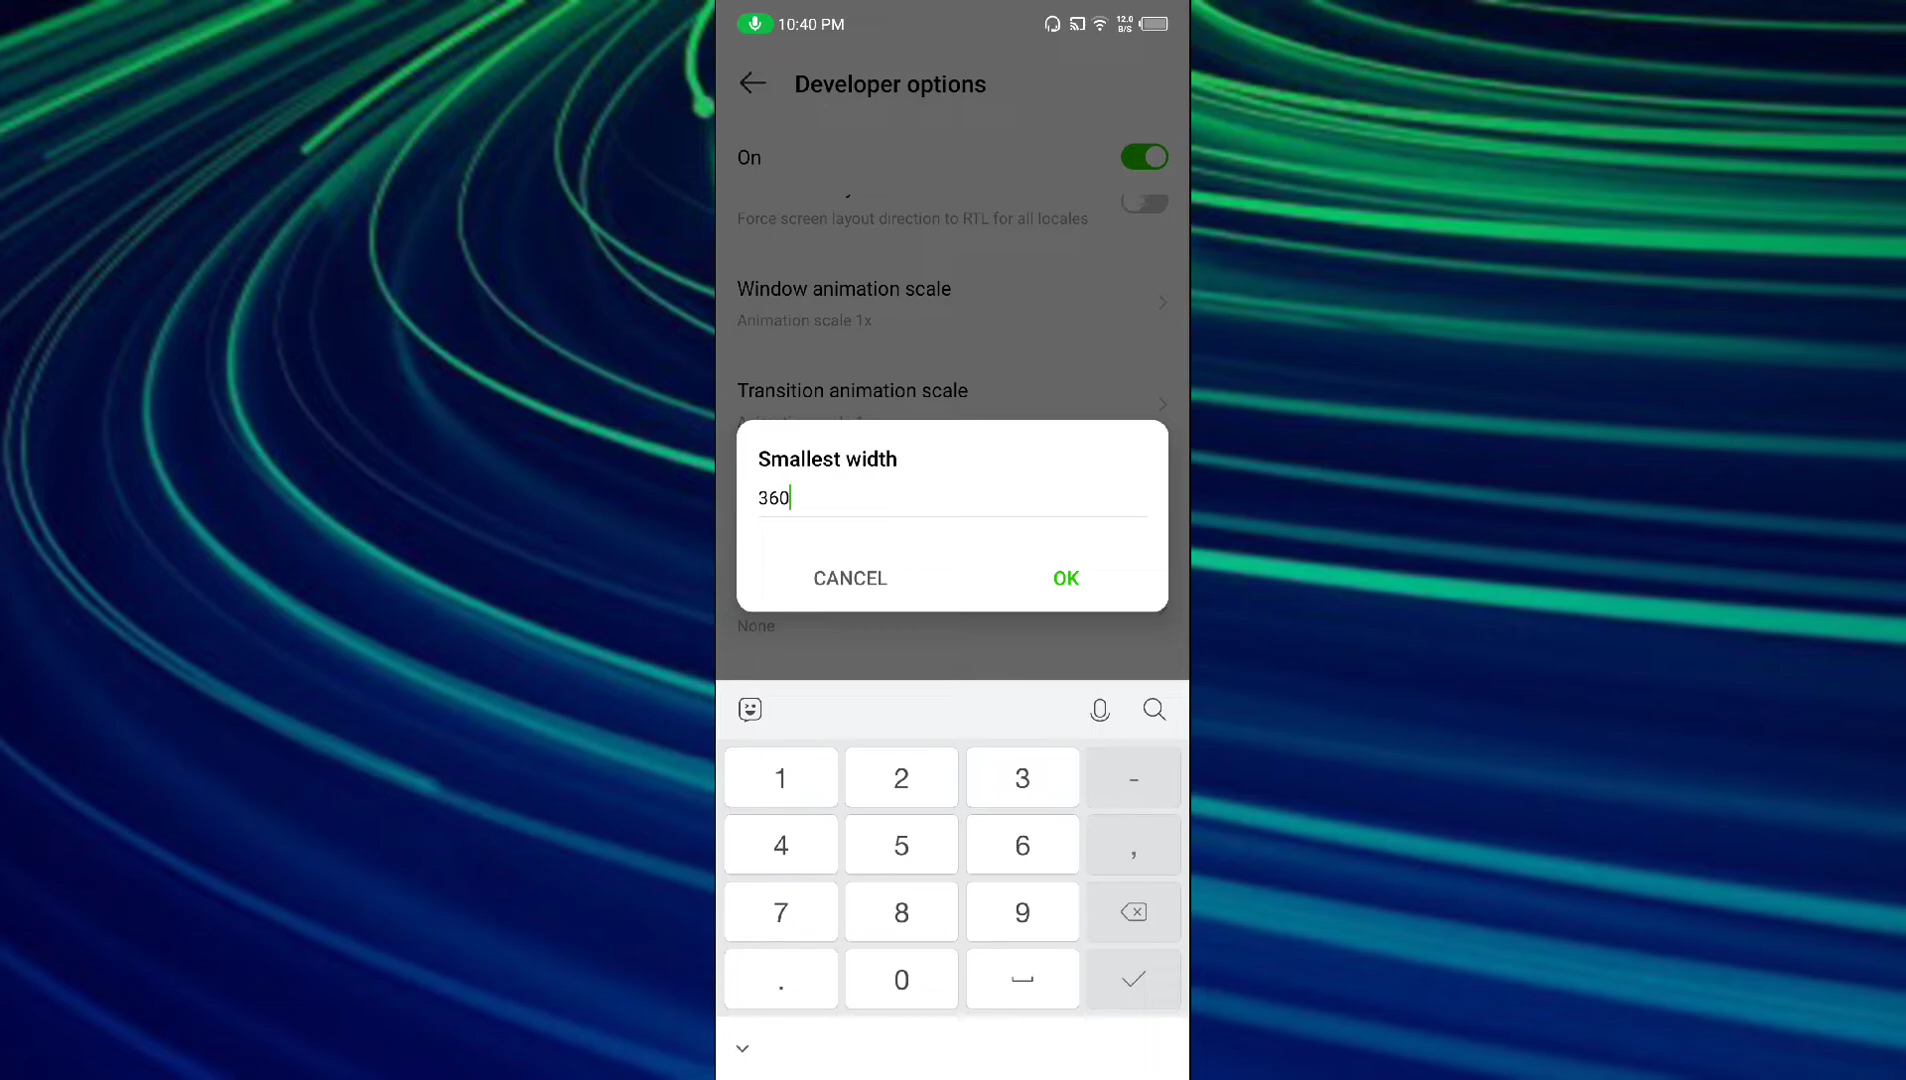 10:40 PM
12.0
B/S
Developer options
On
Force screen layout direction to RTL for all locales
Window animation scale
Animation scale 1x
Transition animation scale
Smallest width
360
CANCEL
OK
None
1 2 3 -
4 5 6 ,
7 8 9
. 0